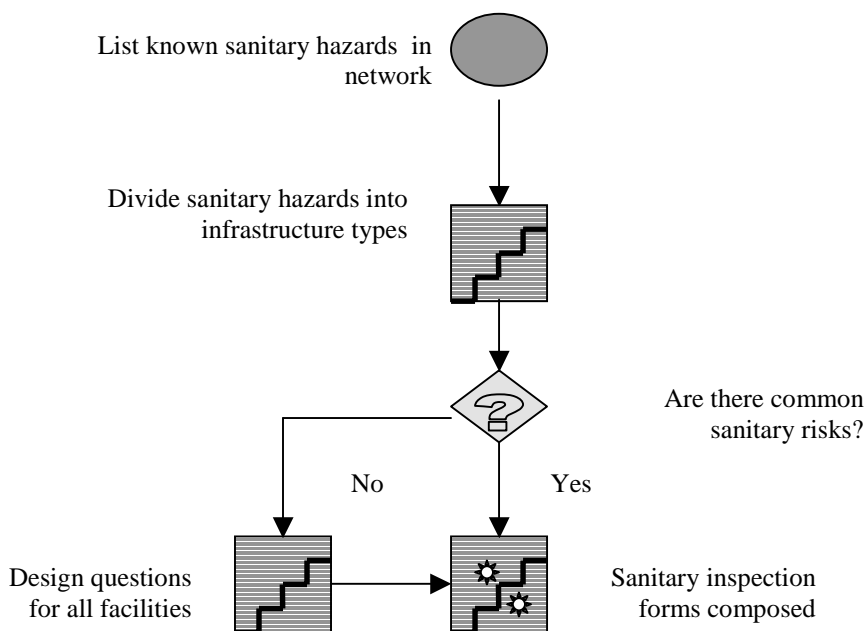 List known sanitary hazards in
network
Divide sanitary hazards into
infrastructure types
?
Are there common
sanitary risks?
No
Yes
Design questions
for all facilities
Sanitary inspection
forms composed